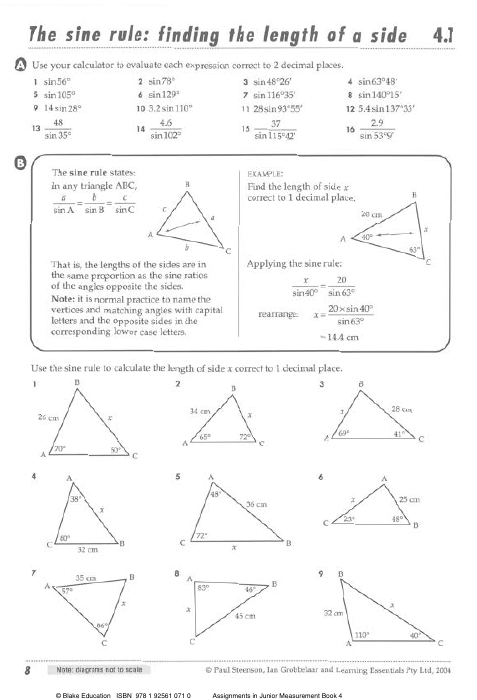 The sine rule: finding the length of a side 4.1
A Use your calculator to evaluate each expression correct to 2 decimal places.
1 sin56° 2 sin78° 3 sin48°26' 4 sin63°48'
5 sin105° 6 sin129° 7 sin116°35' 8 sin140°15'
9 14sin28° 10 3.2sin110° 11 28sin93°55' 12 5.4sin137°33'
13 48 / sin35° 14 4.6 / sin102° 15 37 / sin115°42' 16 2.9 / sin53°9'
B
The sine rule states:
in any triangle ABC,
a / sinA = b / sinB = c / sinC
A B C a b c
That is, the lengths of the sides are in
the same proportion as the sine ratios
of the angles opposite the sides.
Note: it is normal practice to name the
vertices and matching angles with capital
letters and the opposite sides in the
corresponding lower case letters.
EXAMPLE:
Find the length of side x
correct to 1 decimal place.
B 20 cm x A 40° 63° C
Applying the sine rule:
x / sin40° = 20 / sin63°
rearrange: x = 20×sin40° / sin63°
= 14.4 cm
Use the sine rule to calculate the length of side x correct to 1 decimal place.
1 B 26 cm x A 70° 50° C
2 B 34 cm x A 65° 72° C
3 B x 28 cm A 69° 41° C
4 A 38° x C 60° B 32 cm
5 A 48° 36 cm C 72° x B
6 A x 25 cm C 23° 48° B
7 A 35 cm B 57° x 66° C
8 A 83° 46° B x 45 cm C
9 B 32 cm x A 110° 40° C
8 Note: diagrams not to scale © Paul Steenson, Ian Grobbelaar and Learning Essentials Pty Ltd, 2004
© Blake Education ISBN 978 1 92561 071 0 Assignments in Junior Measurement Book 4